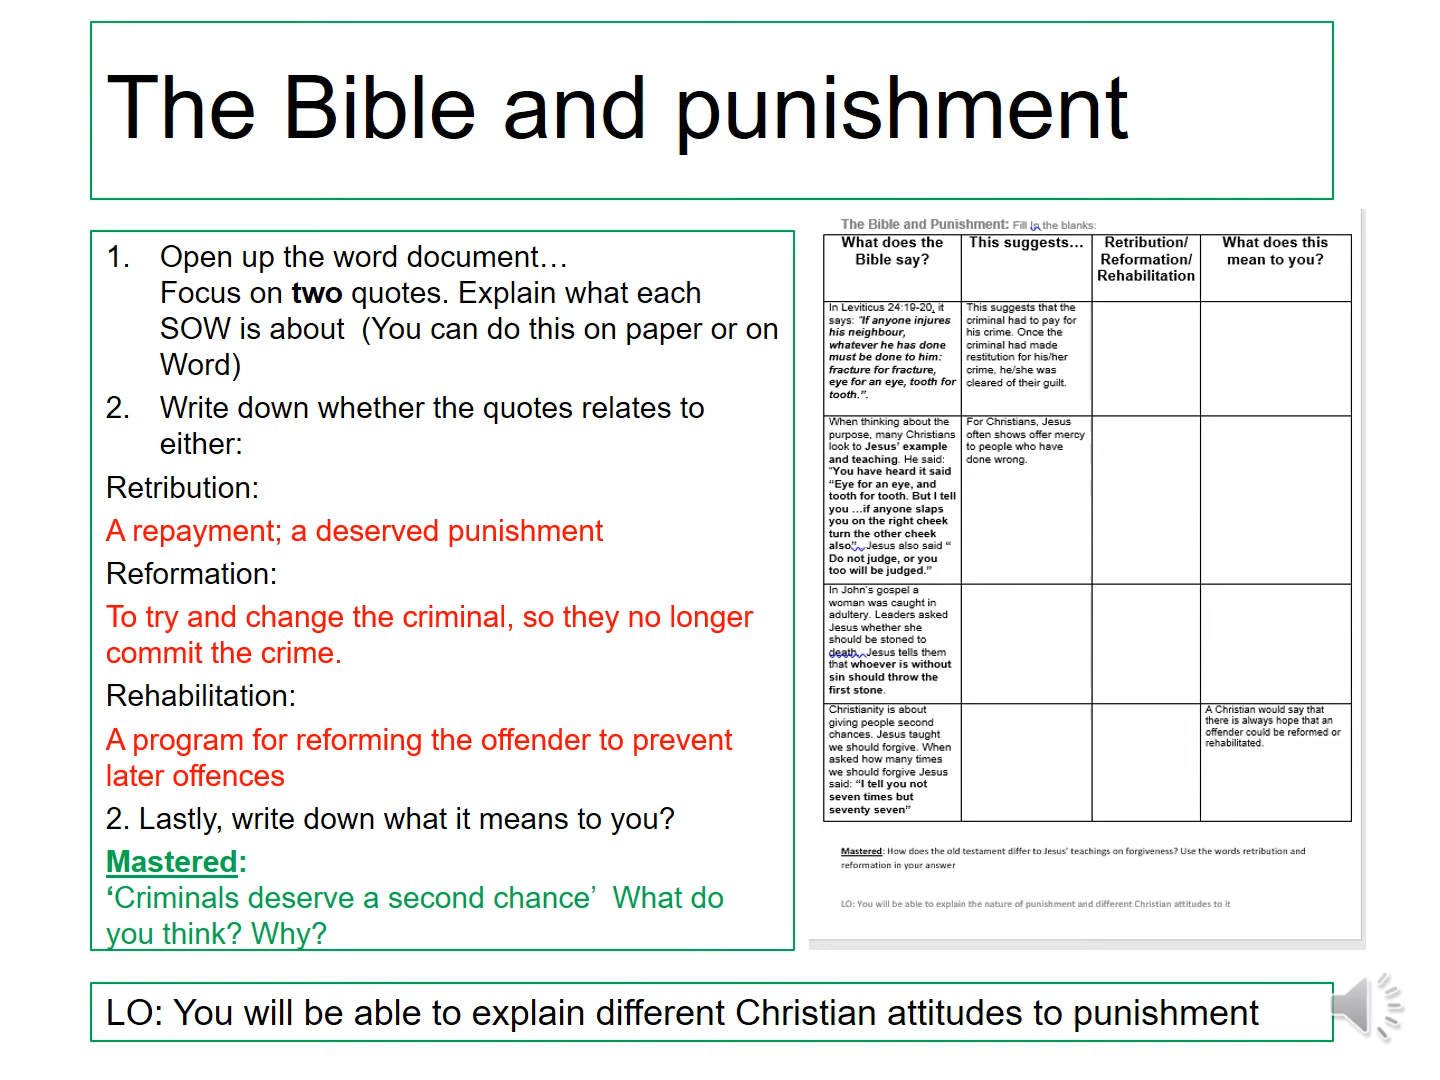 The Bible and punishment
1. Open up the word document…
Focus on two quotes. Explain what each
SOW is about (You can do this on paper or on
Word)
2. Write down whether the quotes relates to
either:
Retribution:
A repayment; a deserved punishment
Reformation:
To try and change the criminal, so they no longer
commit the crime.
Rehabilitation:
A program for reforming the offender to prevent
later offences
2. Lastly, write down what it means to you?
Mastered:
‘Criminals deserve a second chance’ What do
you think? Why?
The Bible and Punishment: Fill In the blanks:
What does the
Bible say?
This suggests…
Retribution/
Reformation/
Rehabilitation
What does this
mean to you?
In Leviticus 24:19-20, it
says: "If anyone injures
his neighbour,
whatever he has done
must be done to him:
fracture for fracture,
eye for an eye, tooth for
tooth.".
This suggests that the
criminal had to pay for
his crime. Once the
criminal had made
restitution for his/her
crime, he/she was
cleared of their guilt.
When thinking about the
purpose, many Christians
look to Jesus’ example
and teaching. He said:
"You have heard it said
“Eye for an eye, and
tooth for tooth. But I tell
you …if anyone slaps
you on the right cheek
turn the other cheek
also”. Jesus also said “
Do not judge, or you
too will be judged.”
For Christians, Jesus
often shows offer mercy
to people who have
done wrong.
In John’s gospel a
woman was caught in
adultery. Leaders asked
Jesus whether she
should be stoned to
death. Jesus tells them
that whoever is without
sin should throw the
first stone.
Christianity is about
giving people second
chances. Jesus taught
we should forgive. When
asked how many times
we should forgive Jesus
said: “I tell you not
seven times but
seventy seven”
A Christian would say that
there is always hope that an
offender could be reformed or
rehabilitated.
Mastered: How does the old testament differ to Jesus’ teachings on forgiveness? Use the words retribution and
reformation in your answer
LO: You will be able to explain the nature of punishment and different Christian attitudes to it
LO: You will be able to explain different Christian attitudes to punishment